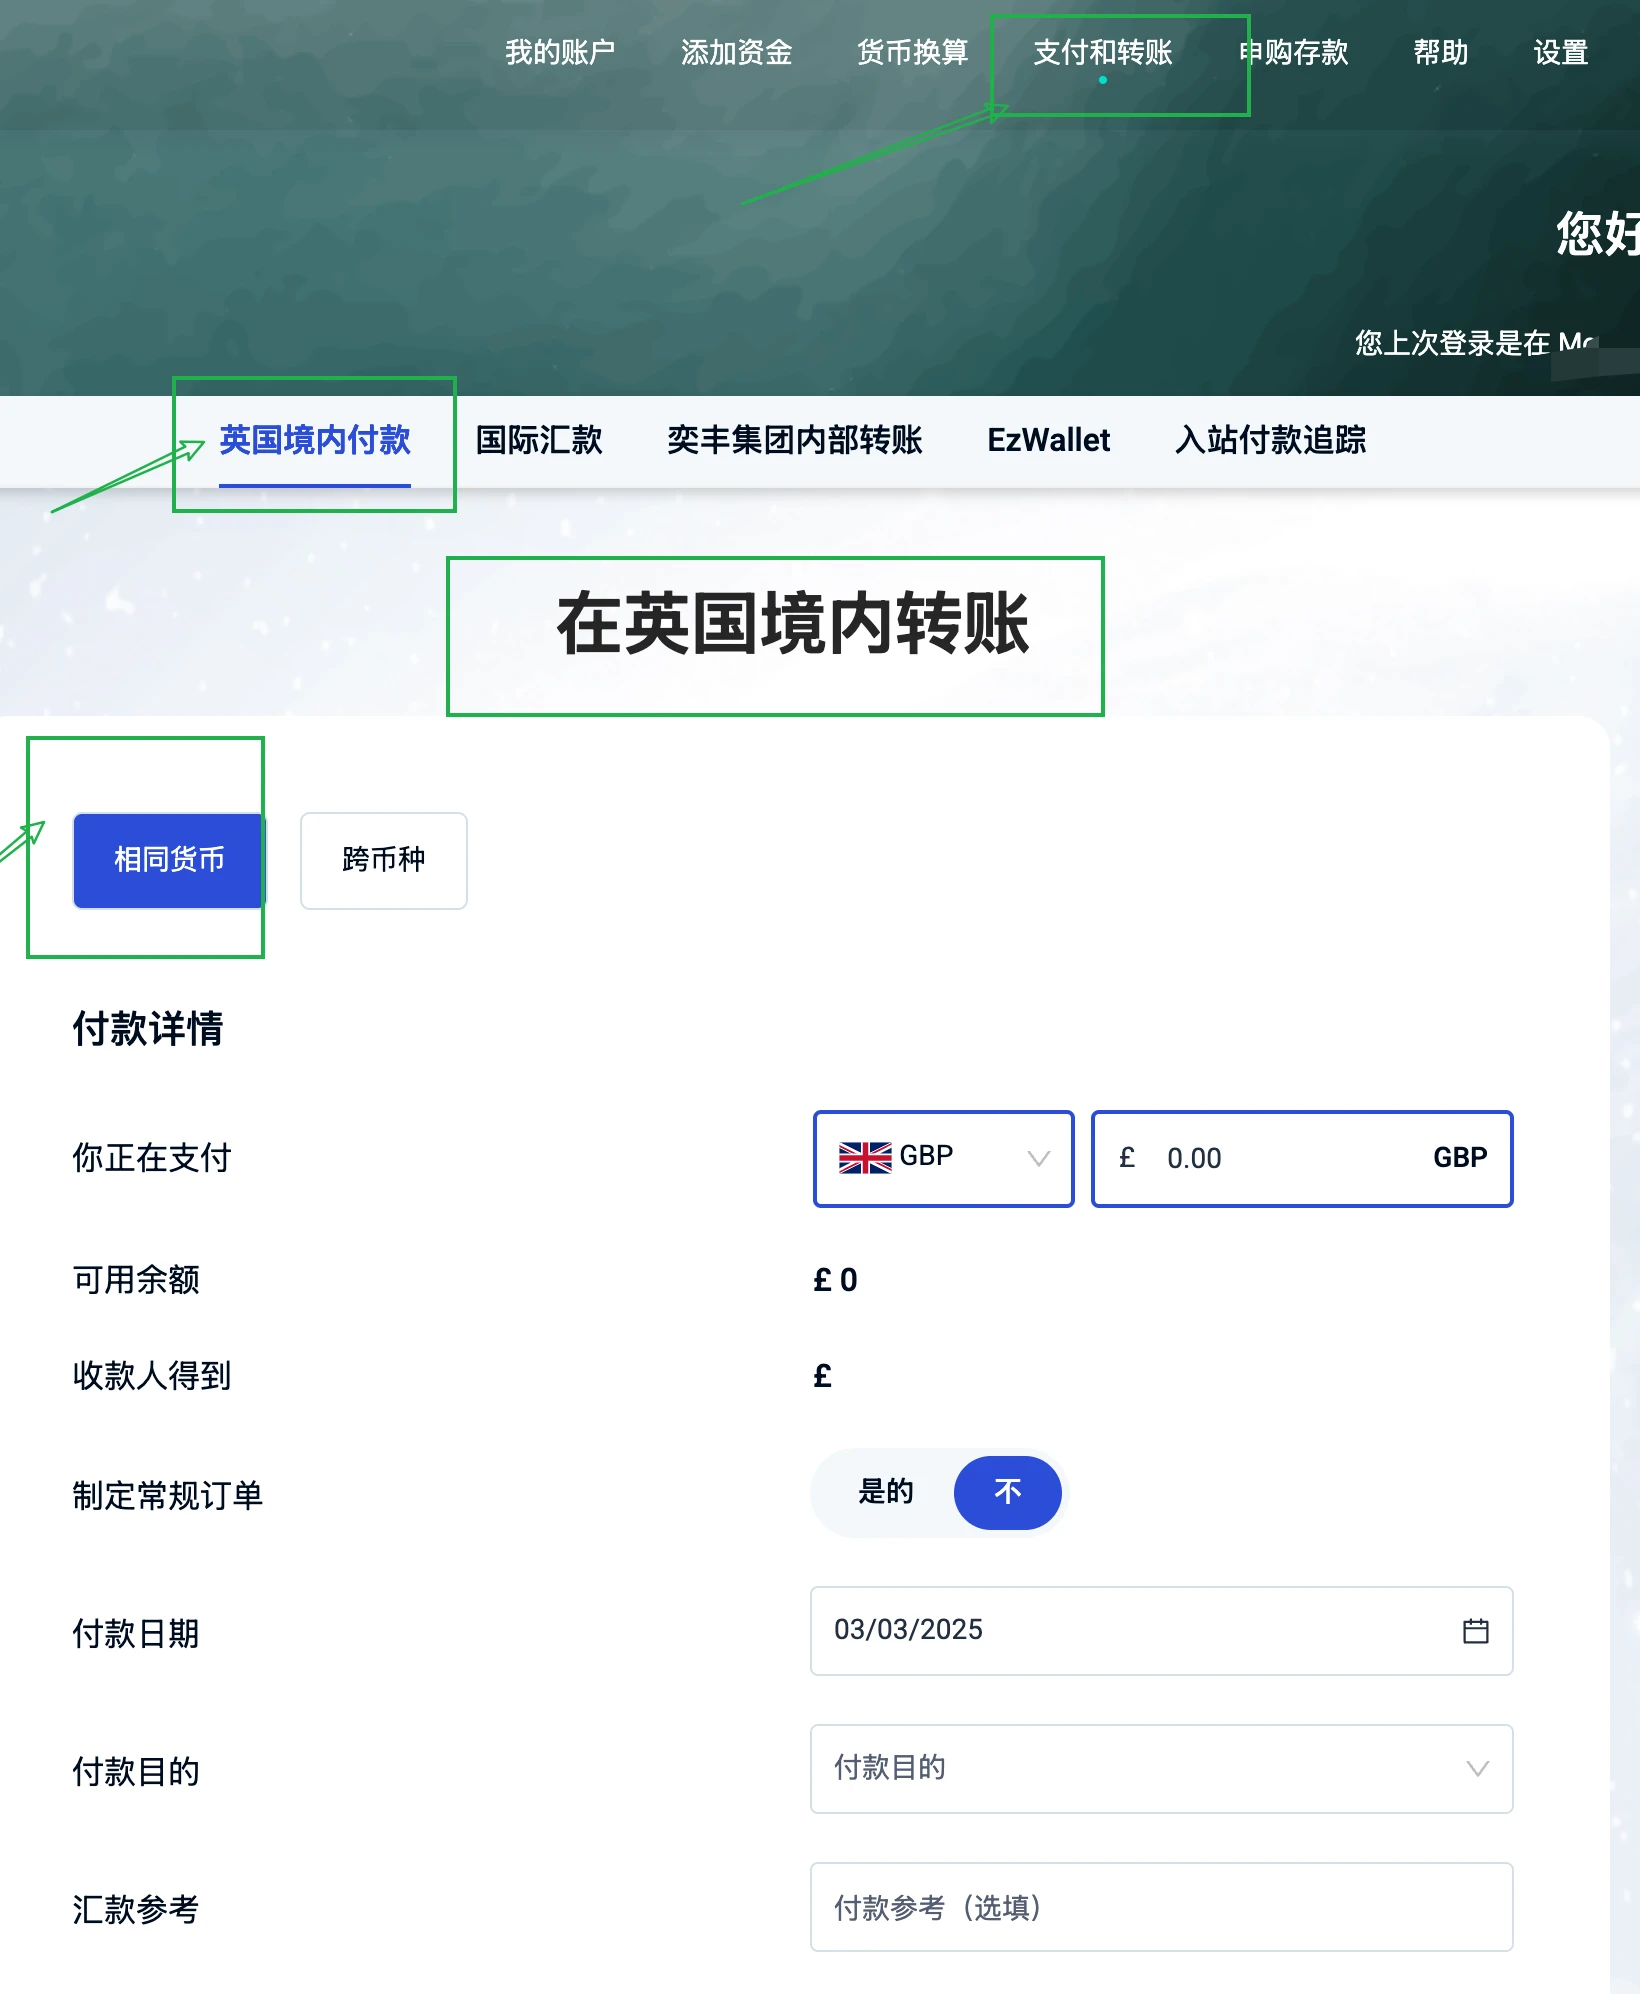 我的账户 添加资金 货币换算 支付和转账 申购存款 帮助 设置
您好
您上次登录是在
英国境内付款 国际汇款 奕丰集团内部转账 EzWallet 入站付款追踪
在英国境内转账
相同货币 跨币种
付款详情
你正在支付 GBP £ 0.00 GBP
可用余额 £ 0
收款人得到 £
制定常规订单 是的 不
付款日期 03/03/2025
付款目的 付款目的
汇款参考 付款参考（选填）